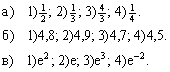 а) 1)1/2; 2)1/3; 3)4/3; 4)1/4.
б) 1)4,8; 2)4,9; 3)4,7; 4)4,5.
в) 1)e²; 2)e; 3)e³; 4)e⁻².